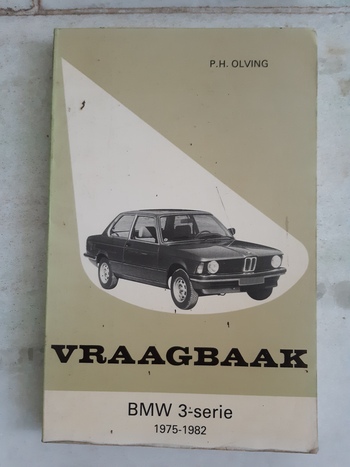 P.H. OLVING
VRAAGBAAK
BMW 3-serie
1975-1982